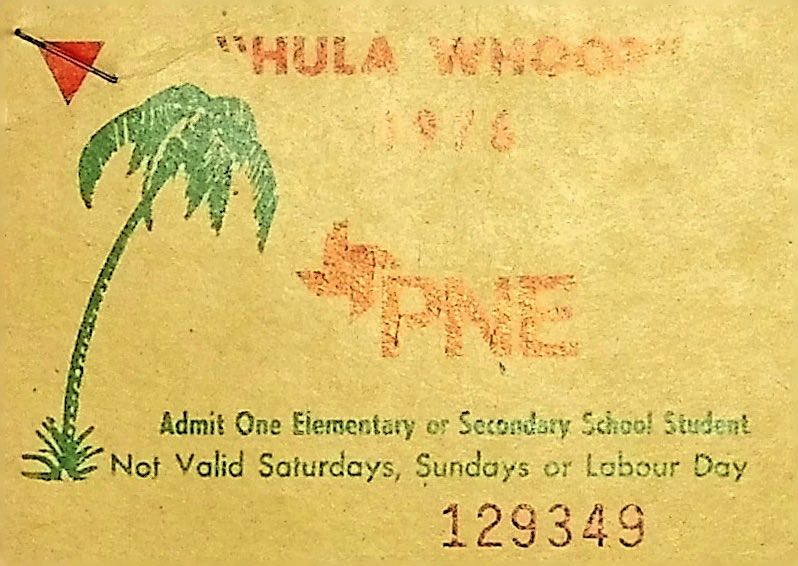 "HULA WHOOP"
1976
PNE
Admit One Elementary or Secondary School Student
Not Valid Saturdays, Sundays or Labour Day
129349